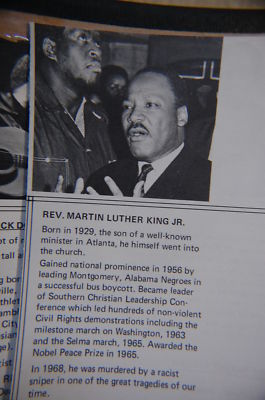 REV. MARTIN LUTHER KING JR.
Born in 1929, the son of a well-known
minister in Atlanta, he himself went into
the church.
Gained national prominence in 1956 by
leading Montgomery, Alabama Negroes in
a successful bus boycott. Became leader
of Southern Christian Leadership Con-
ference which led hundreds of non-violent
Civil Rights demonstrations including the
milestone march on Washington, 1963
and the Selma march, 1965. Awarded the
Nobel Peace Prize in 1965.
In 1968, he was murdered by a racist
sniper in one of the great tragedies of our
time.